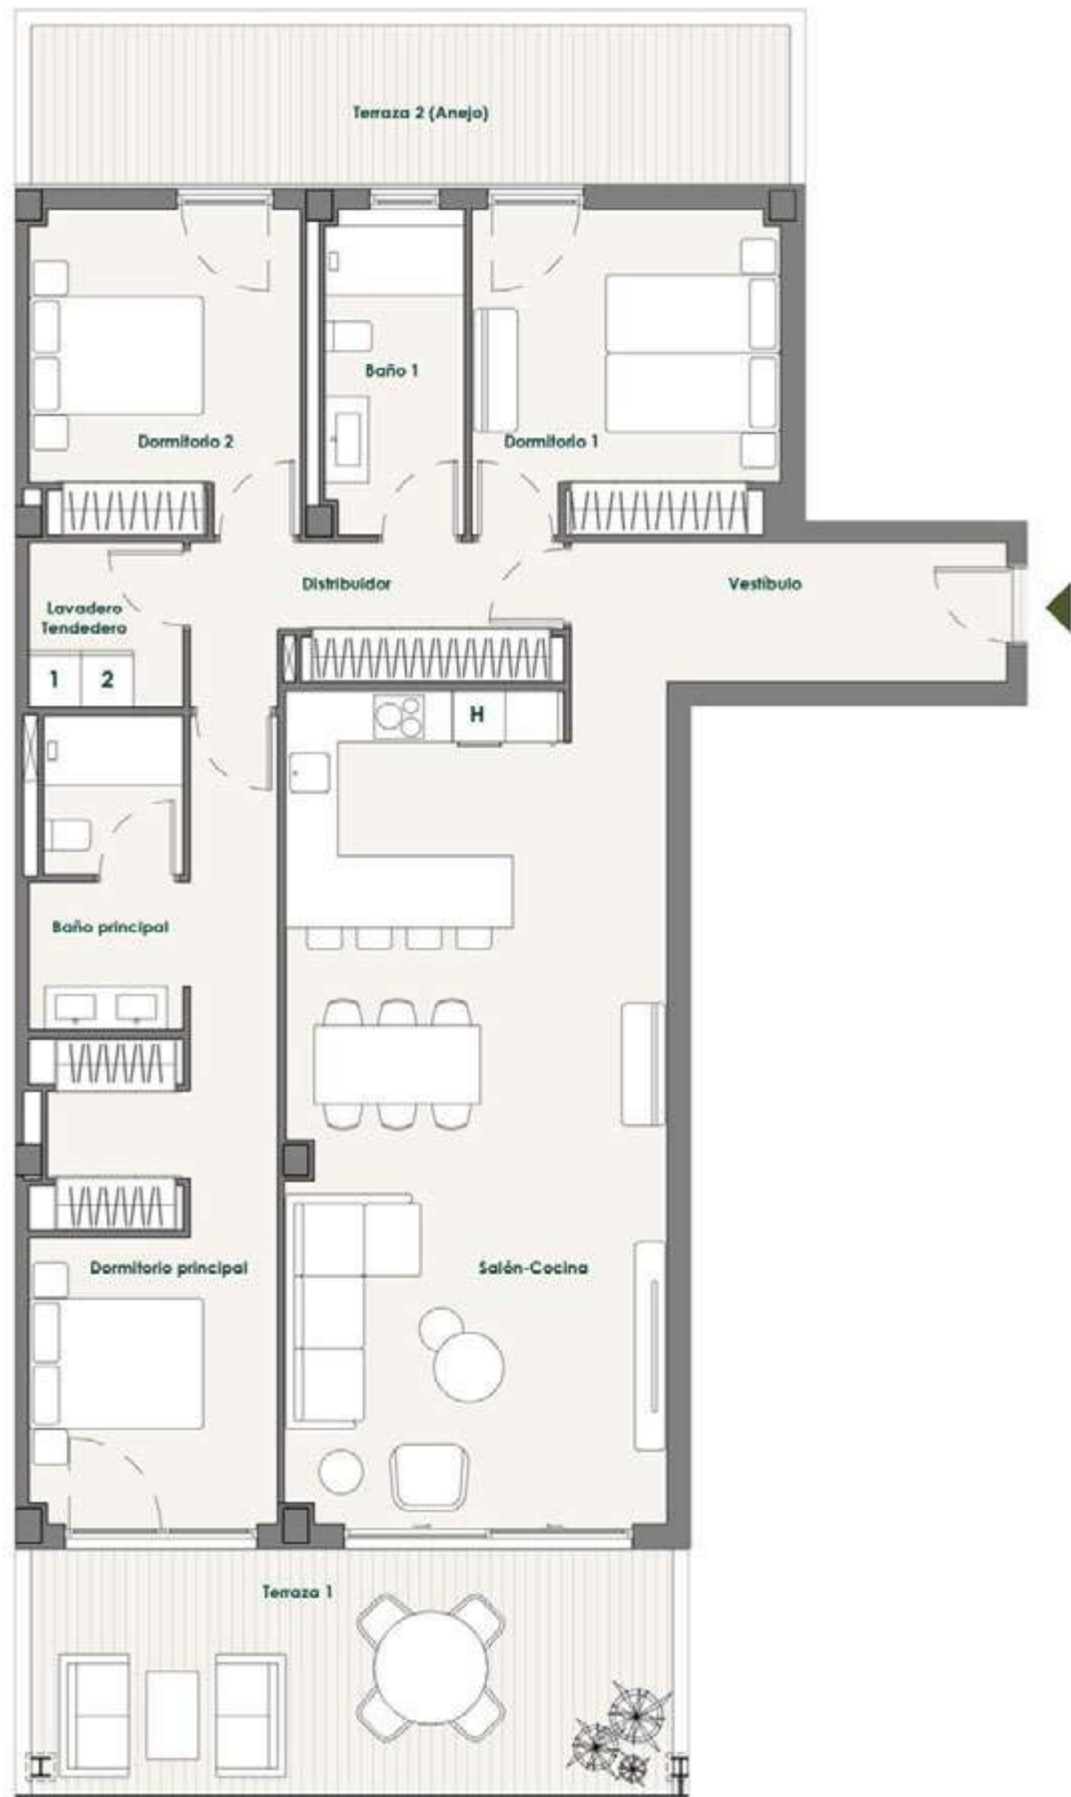 Terraza 2 (Anejo)
Baño 1
Dormitorio 2
Dormitorio 1
Distribuidor
Vestíbulo
Lavadero
Tendedero
1
2
H
Baño principal
Dormitorio principal
Salón-Cocina
Terraza 1